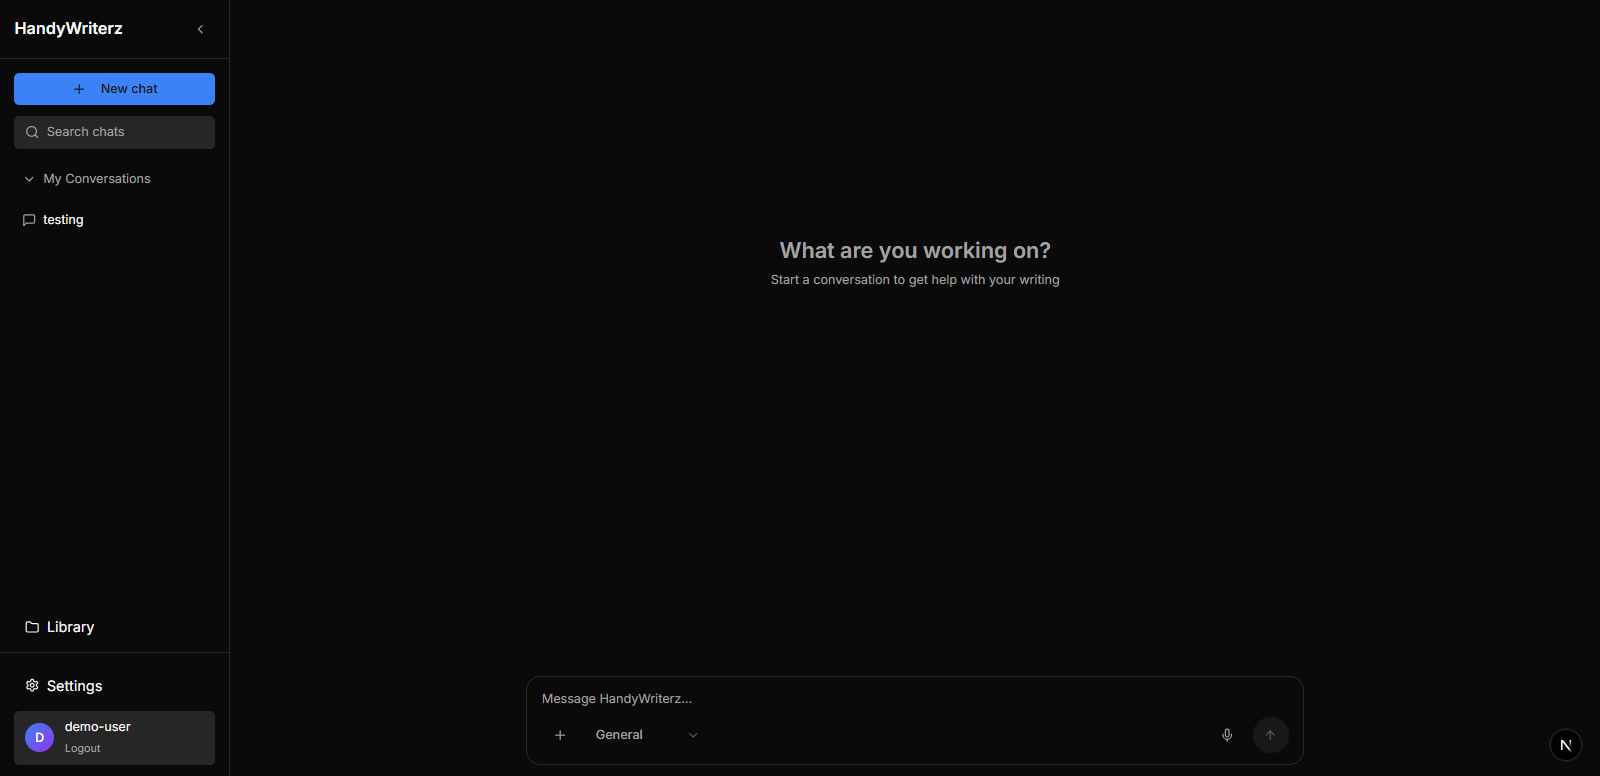 HandyWriterz
New chat
Search chats
My Conversations
testing
Library
Settings
D
demo-user
Logout
What are you working on?
Start a conversation to get help with your writing
Message HandyWriterz...
General
N